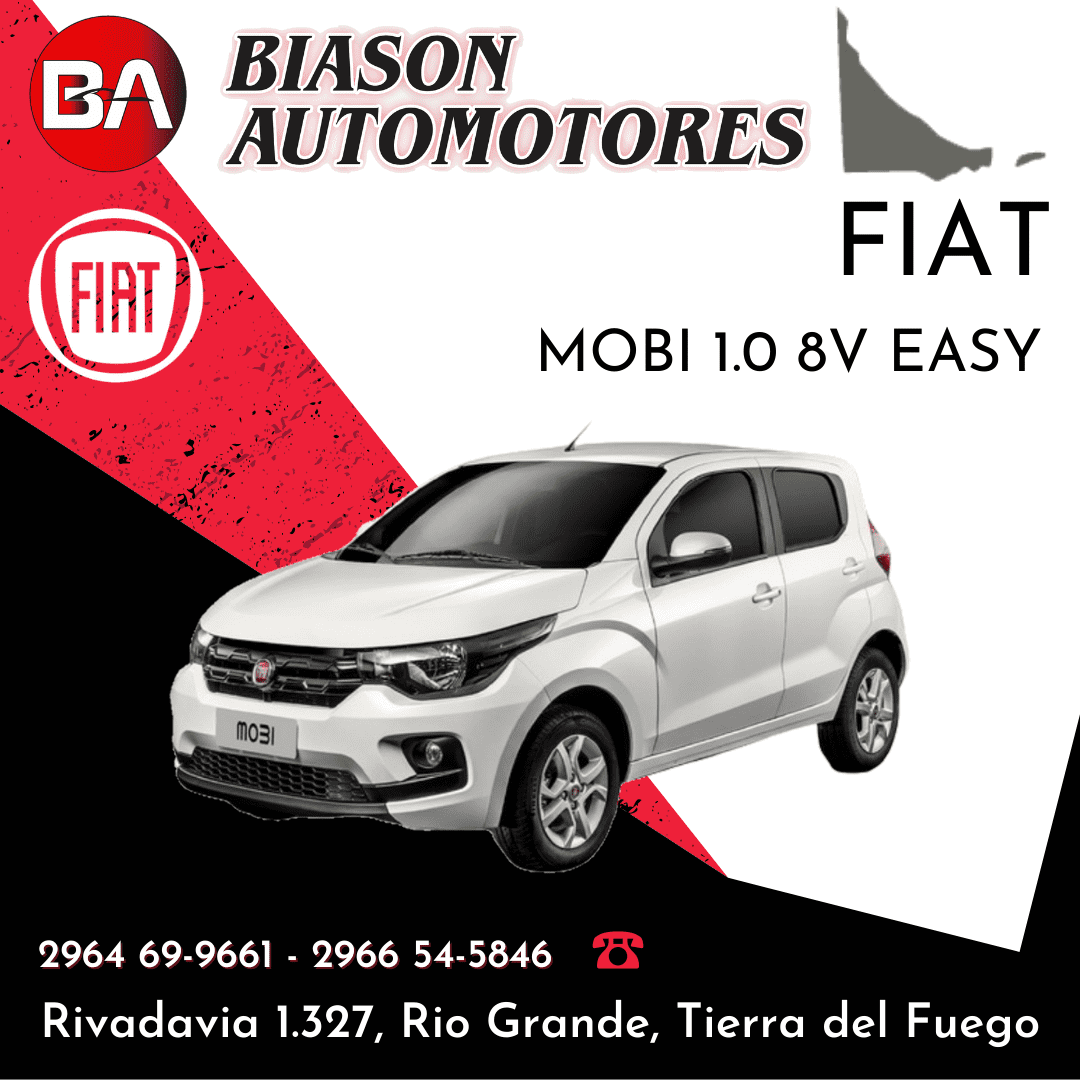 BA
BIASON
AUTOMOTORES
FIAT
FIAT
MOBI 1.0 8V EASY
MOBI
2964 69-9661 - 2966 54-5846
Rivadavia 1.327, Rio Grande, Tierra del Fuego